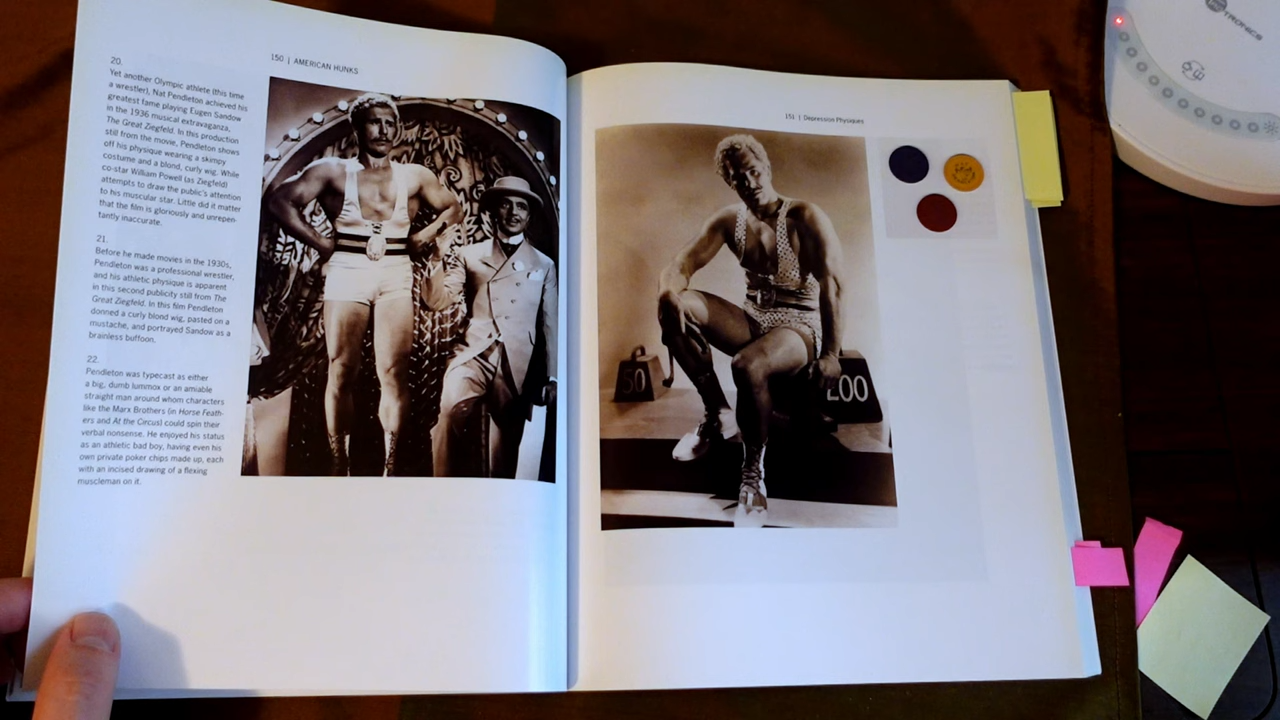 150 | AMERICAN HUNKS
20.
Yet another Olympic athlete (this time
a wrestler), Nat Pendleton achieved his
greatest fame playing Eugen Sandow
in the 1936 musical extravaganza,
The Great Ziegfeld. In this production
still from the movie, Pendleton shows
off his physique wearing a skimpy
costume and a blond, curly wig. While
co-star William Powell (as Ziegfeld)
attempts to draw the public's attention
to his muscular star. Little did it matter
that the film is gloriously and unrepen-
tantly inaccurate.
21.
Before he made movies in the 1930s,
Pendleton was a professional wrestler,
and his athletic physique is apparent
in this second publicity still from The
Great Ziegfeld. In this film Pendleton
donned a curly blond wig, pasted on a
mustache, and portrayed Sandow as a
brainless buffoon.
22.
Pendleton was typecast as either
a big, dumb lummox or an amiable
straight man around whom characters
like the Marx Brothers (in Horse Feath-
ers and At the Circus) could spin their
verbal nonsense. He enjoyed his status
as an athletic bad boy, having even his
own private poker chips made up, each
with an incised drawing of a flexing
muscleman on it.
151 | Depression Physiques
50
200